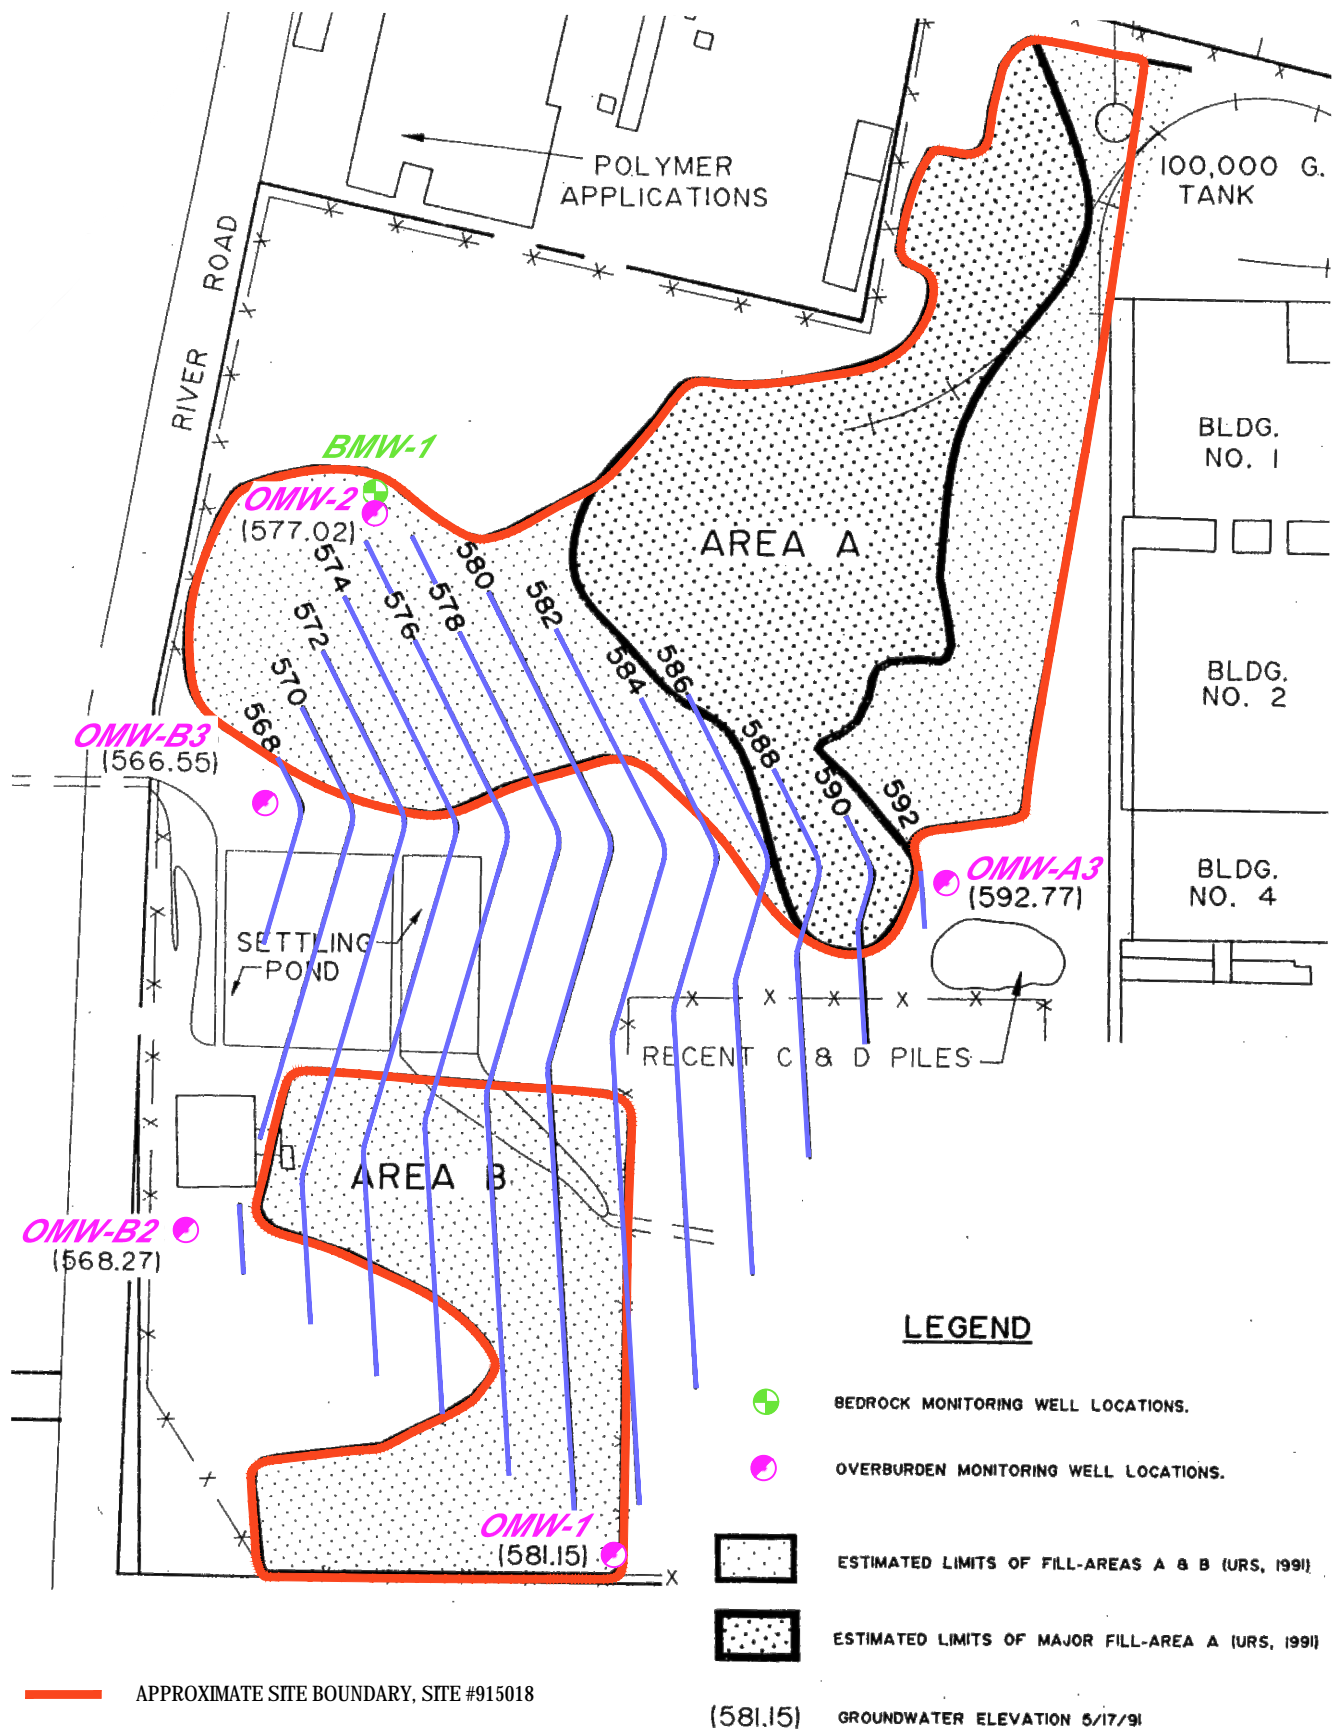 POLYMER
APPLICATIONS
100,000 G.
TANK
RIVER ROAD
BLDG.
NO. 1
BMW-1
OMW-2
(577.02)
AREA A
574
580
572
576
578
582
570
584
586
568
588
590
592
BLDG.
NO. 2
OMW-B3
(566.55)
OMW-A3
(592.77)
BLDG.
NO. 4
SETTLING
POND
RECENT C & D PILES
AREA B
OMW-B2
(568.27)
OMW-1
(581.15)
LEGEND
BEDROCK MONITORING WELL LOCATIONS.
OVERBURDEN MONITORING WELL LOCATIONS.
ESTIMATED LIMITS OF FILL-AREAS A & B (URS, 1991)
ESTIMATED LIMITS OF MAJOR FILL-AREA A (URS, 1991)
APPROXIMATE SITE BOUNDARY, SITE #915018
(581.15) GROUNDWATER ELEVATION 5/17/91